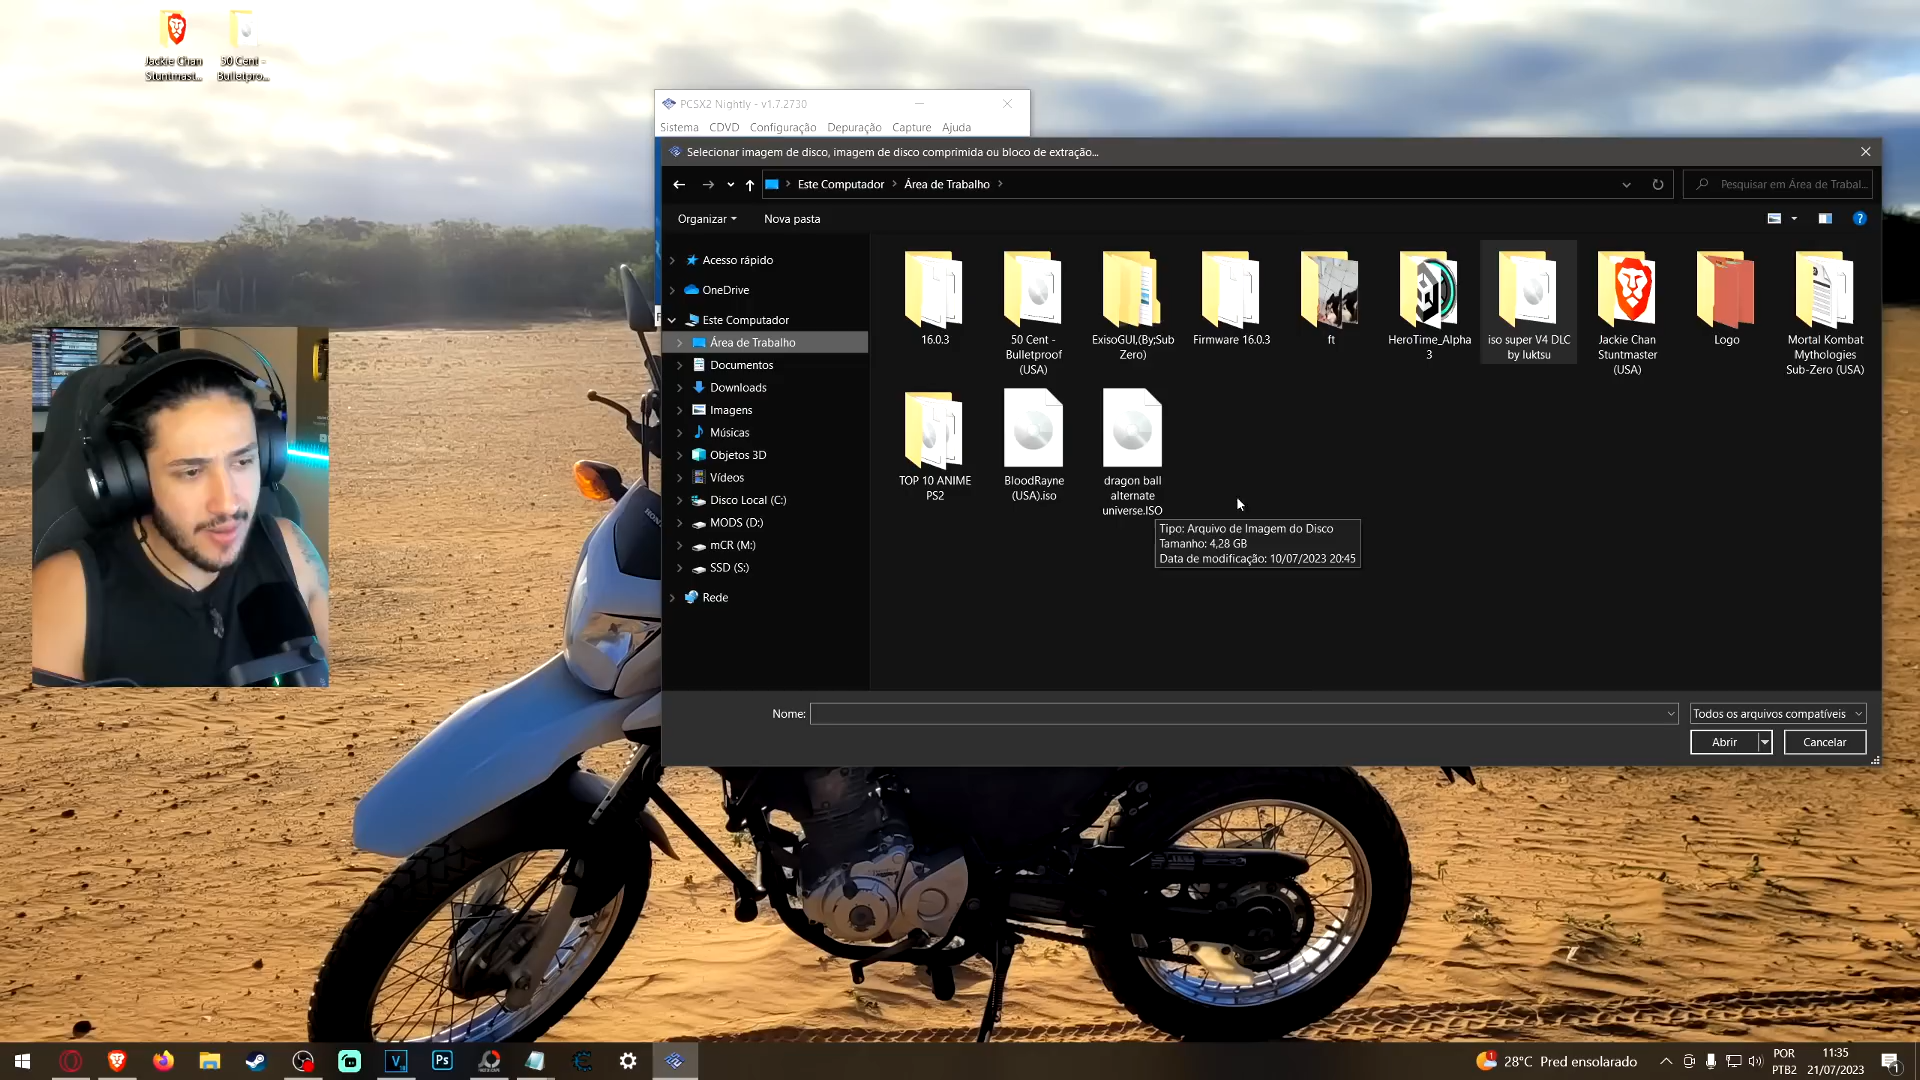 Jackie Chan
Stuntmast...
50 Cent -
Bulletpro...
PCSX2 Nightly - v1.7.2730
Sistema CDVD Configuração Depuração Capture Ajuda
Selecionar imagem de disco, imagem de disco comprimida ou bloco de extração...
Este Computador Área de Trabalho
Pesquisar em Área de Trabal...
Organizar Nova pasta
Acesso rápido
OneDrive
Este Computador
Área de Trabalho
Documentos
Downloads
Imagens
Músicas
Objetos 3D
Vídeos
Disco Local (C:)
MODS (D:)
mCR (M:)
SSD (S:)
Rede
16.0.3
50 Cent -
Bulletproof
(USA)
ExisoGUI,(By;Sub
Zero)
Firmware 16.0.3
ft
HeroTime_Alpha
3
iso super V4 DLC
by luktsu
Jackie Chan
Stuntmaster
(USA)
Logo
Mortal Kombat
Mythologies
Sub-Zero (USA)
TOP 10 ANIME
PS2
BloodRayne
(USA).iso
dragon ball
alternate
universe.ISO
Tipo: Arquivo de Imagem do Disco
Tamanho: 4,28 GB
Data de modificação: 10/07/2023 20:45
Nome:
Todos os arquivos compatíveis
Abrir
Cancelar
HONDA
28°C Pred ensolarado
POR
PTB2
11:35
21/07/2023